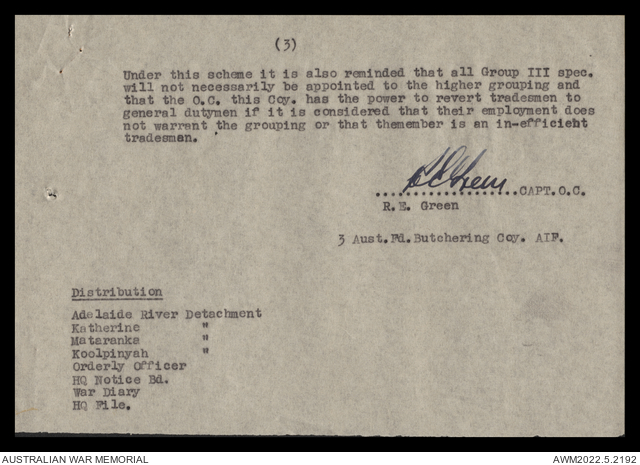 (3)
Under this scheme it is also reminded that all Group III spec.
will not necessarily be appointed to the higher grouping and
that the O.C. this Coy. has the power to revert tradesmen to
general dutymen if it is considered that their employment does
not warrant the grouping or that themember is an in-efficient
tradesman.
REGreen
....................CAPT.O.C.
R.E. Green
3 Aust.Fd.Butchering Coy. AIF.
Distribution
Adelaide River Detachment
Katherine "
Mataranka "
Koolpinyah "
Orderly Officer
HQ Notice Bd.
War Diary
HQ File.
AUSTRALIAN WAR MEMORIAL
AWM2022.5.2192